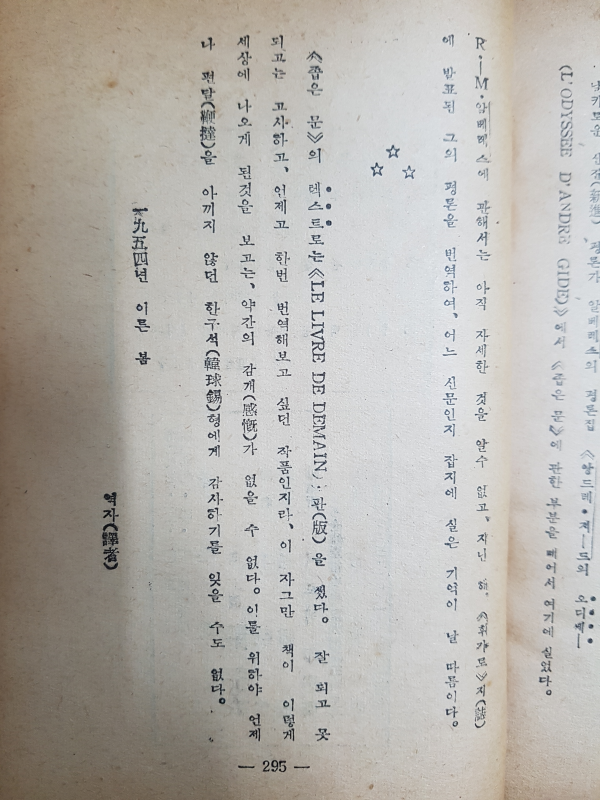 신진(新進) 평론가 알베레스의 평론집 《앙드레•지—드의 오디쎄—
(L'ODYSSÉE D'ANDRÉ GIDE)》에서 《좁은 문》에 관한 부분을 떼어서 여기에 실었다.
R—M•알베레스에 관해서는 아직 자세한 것을 알수 없고, 지난 해, 《휘가로》지(誌)
에 발표된 그의 평론을 번역하여, 어느 신문인지 잡지에 실은 기억이 날 따름이다.
☆☆☆
《좁은 문》의 텍스트로는 《LE LIVRE DE DEMAIN》판(版)을 썼다. 잘 되고 못
되고는 고사하고, 언제고 한번 번역해보고 싶던 작품인지라, 이 자그만 책이 이렇게
세상에 나오게 된것을 보고는, 약간의 감개(感慨)가 없을 수 없다. 이를 위하야 언제
나 편달(鞭撻)을 아끼지 않던 한구석(韓球錫)형에게 감사하기를 잊을 수도 없다.
一九五四년 이른 봄
역자(譯者)
— 295 —